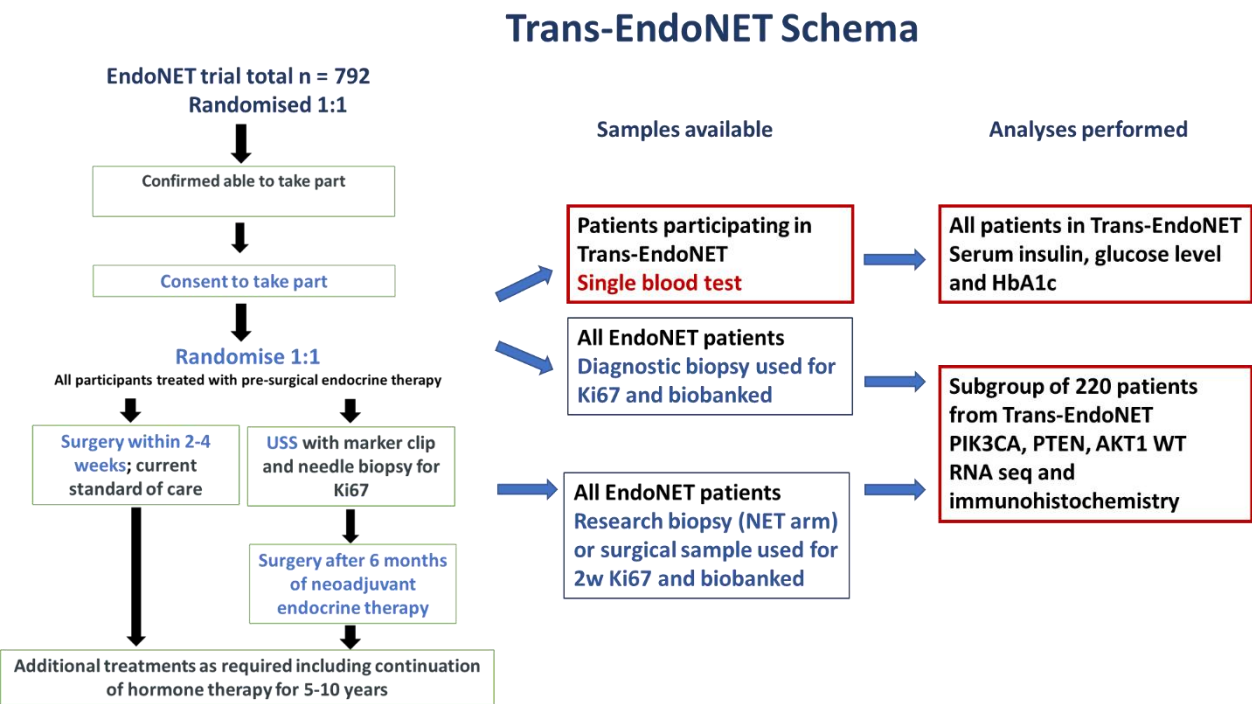 Trans-EndoNET Schema
EndoNET trial total n = 792
Randomised 1:1
Confirmed able to take part
Consent to take part
Randomise 1:1
All participants treated with pre-surgical endocrine therapy
Surgery within 2-4
weeks; current
standard of care
USS with marker clip
and needle biopsy for
Ki67
Surgery after 6 months
of neoadjuvant
endocrine therapy
Additional treatments as required including continuation
of hormone therapy for 5-10 years
Samples available
Patients participating in
Trans-EndoNET
Single blood test
All EndoNET patients
Diagnostic biopsy used for
Ki67 and biobanked
All EndoNET patients
Research biopsy (NET arm)
or surgical sample used for
2w Ki67 and biobanked
Analyses performed
All patients in Trans-EndoNET
Serum insulin, glucose level
and HbA1c
Subgroup of 220 patients
from Trans-EndoNET
PIK3CA, PTEN, AKT1 WT
RNA seq and
immunohistochemistry